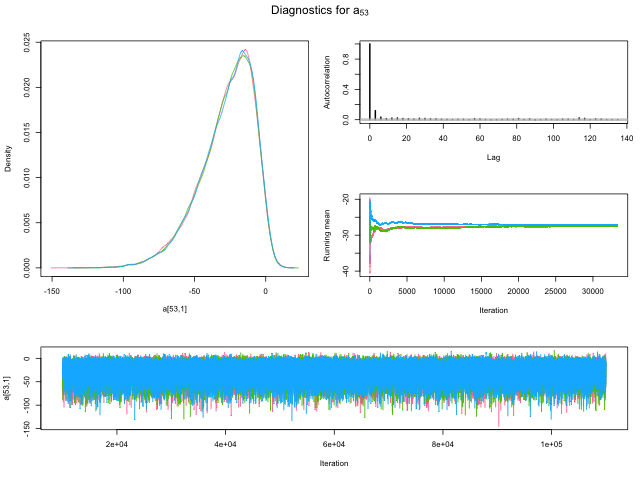 Diagnostics for a53
Density
0.000 0.005 0.010 0.015 0.020 0.025
-150 -100 -50 0
a[53,1]
Autocorrelation
0.0 0.4 0.8
0 20 40 60 80 100 120 140
Lag
Running mean
-40 -30 -20
0 5000 10000 15000 20000 25000 30000
Iteration
a[53,1]
-150 -100 -50 0
2e+04 4e+04 6e+04 8e+04 1e+05
Iteration